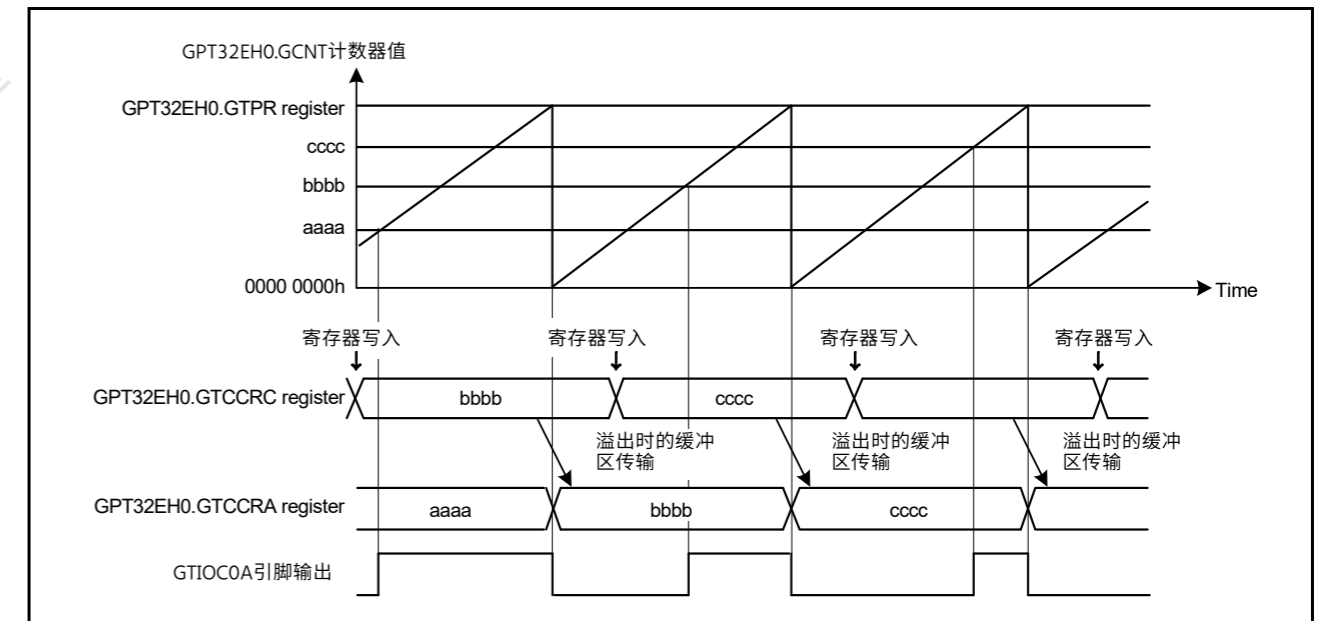 GPT32EH0.GCNT计数器值
GPT32EH0.GTPR register
cccc
bbbb
aaaa
0000 0000h
Time
寄存器写入 寄存器写入 寄存器写入 寄存器写入
GPT32EH0.GTCCRC register bbbb cccc
溢出时的缓冲
区传输
溢出时的缓冲
区传输
溢出时的缓冲
区传输
GPT32EH0.GTCCRA register aaaa bbbb cccc
GTIOC0A引脚输出